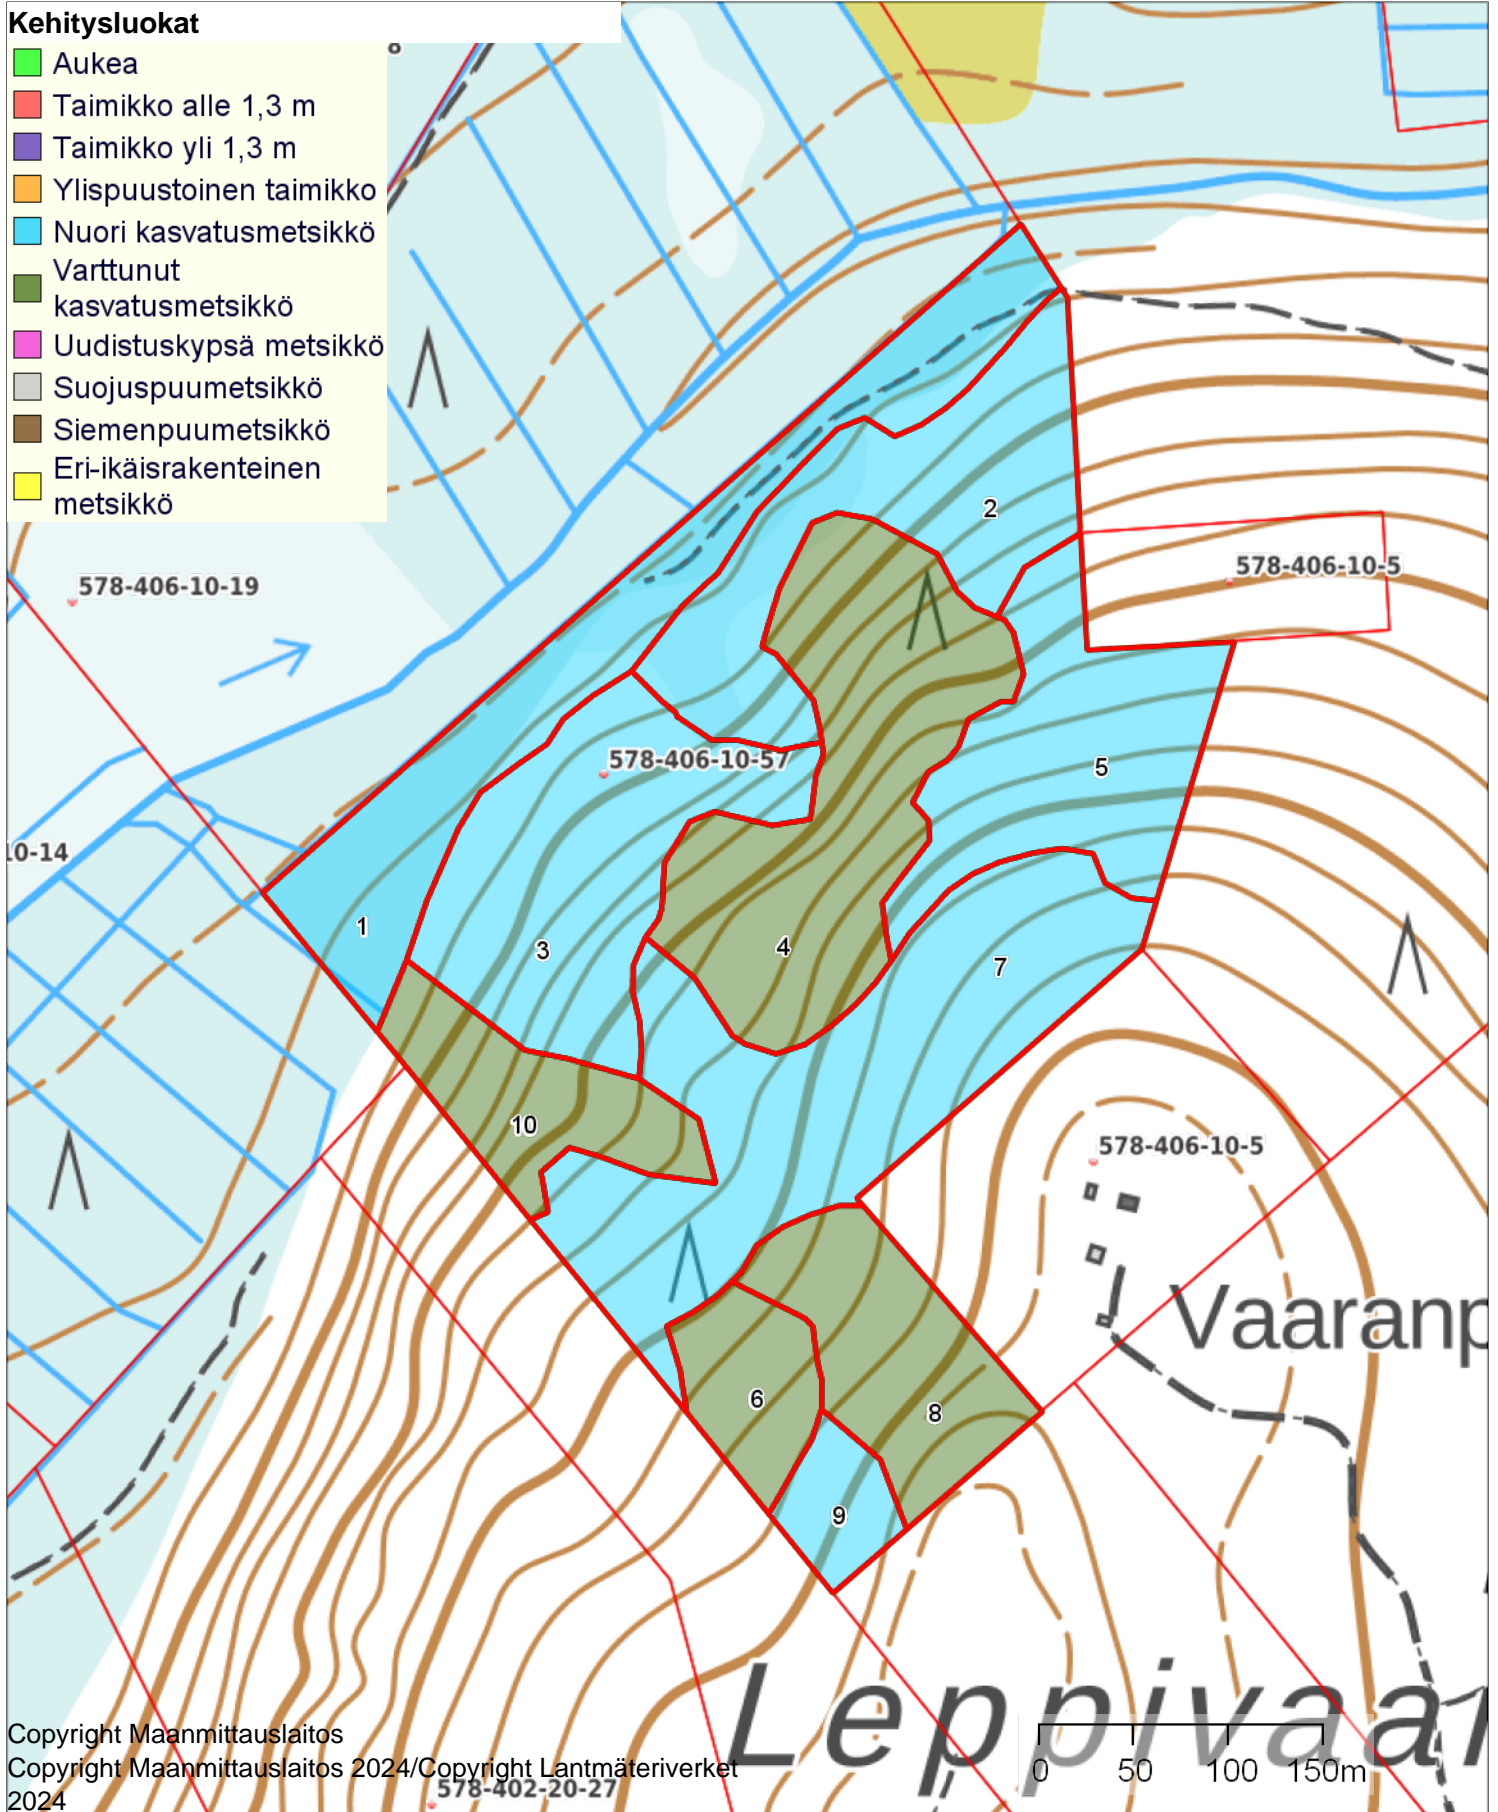 Kehitysluokat
8
Aukea
Taimikko alle 1,3 m
Taimikko yli 1,3 m
Ylispuustoinen taimikko
Nuori kasvatusmetsikkö
Varttunut
kasvatusmetsikkö
Uudistuskypsä metsikkö
Suojuspuumetsikkö
Siemenpuumetsikkö
Eri-ikäisrakenteinen
metsikkö
2
578-406-10-5
578-406-10-19
578-406-10-57
5
10-14
1
3
4
7
10
578-406-10-5
Vaaranp
6
8
9
Leppivaar
Copyright Maanmittauslaitos
Copyright Maanmittauslaitos 2024/Copyright Lantmäteriverket
2024
578-402-20-27
0 50 100 150m